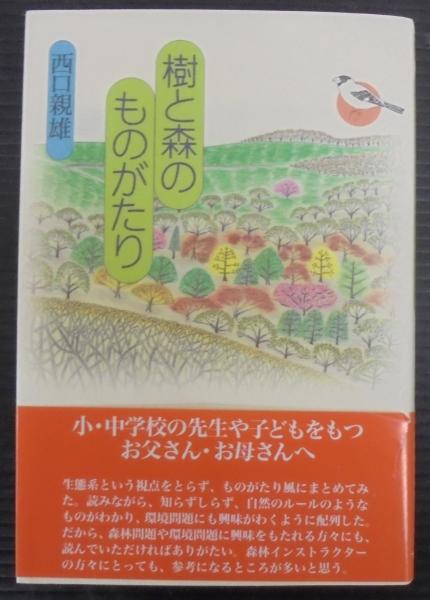 樹と森の
ものがたり
西口親雄
小・中学校の先生や子どもをもつ
お父さん・お母さんへ
生態系という視点をとらず、ものがたり風にまとめてみ
た。読みながら、知らずしらず、自然のルールのような
ものがわかり、環境問題にも興味がわくように配列した。
だから、森林問題や環境問題に興味をもたれる方々にも、
読んでいただければありがたい。森林インストラクター
の方々にとっても、参考になるところが多いと思う。